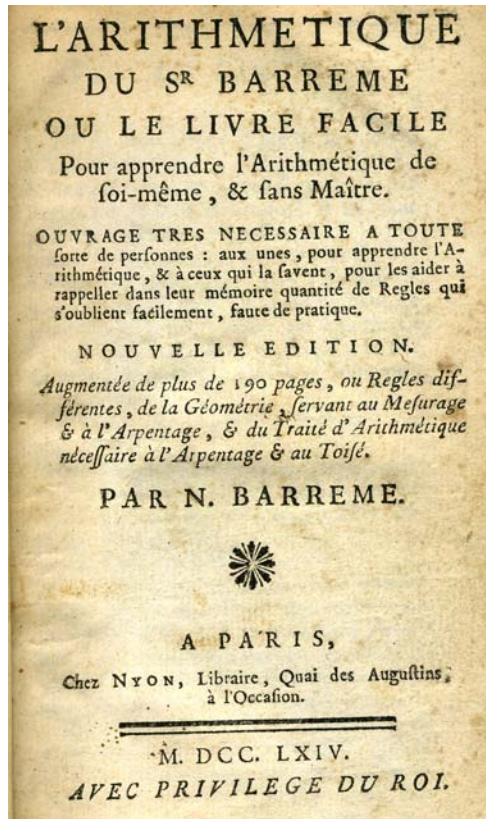 L'ARITHMETIQUE
DU SR BARREME
OU LE LIVRE FACILE
Pour apprendre l'Arithmétique de
ſoi-même, & ſans Maître.
OUVRAGE TRES NECESSAIRE A TOUTE
ſorte de perſonnes : aux unes, pour apprendre l'A-
rithmétique, & à ceux qui la ſavent, pour les aider à
rappeller dans leur mémoire quantité de Regles qui
s'oublient facilement, faute de pratique.
NOUVELLE EDITION.
Augmentée de plus de 190 pages, ou Regles dif-
férentes, de la Géométrie, ſervant au Meſurage
& à l'Arpentage, & du Traité d'Arithmétique
néceſſaire à l'Arpentage & au Toiſé.
PAR N. BARREME.
A PARIS,
Chez NYON, Libraire, Quai des Auguſtins,
à l'Occaſion.
M. DCC. LXIV.
AVEC PRIVILEGE DU ROI.